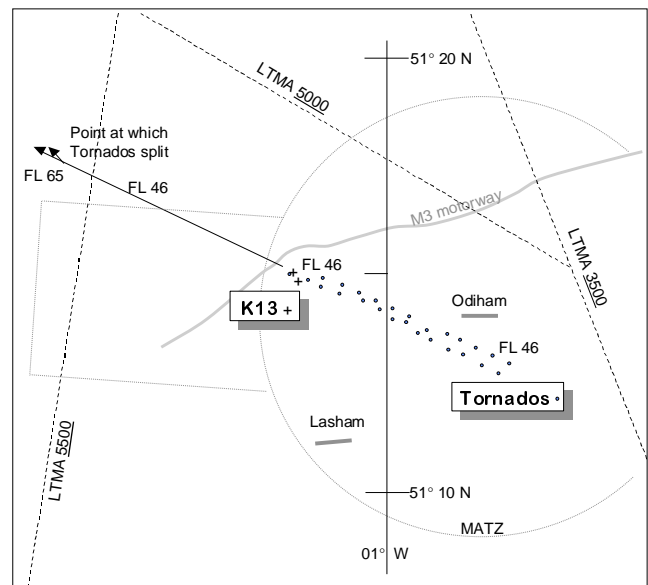 51° 20 N
LTMA 5000
Point at which
Tornados split
FL 65
FL 46
M3 motorway
FL 46
LTMA 3500
K13 +
Odiham
FL 46
Tornados
Lasham
LTMA 5500
51° 10 N
MATZ
01° W